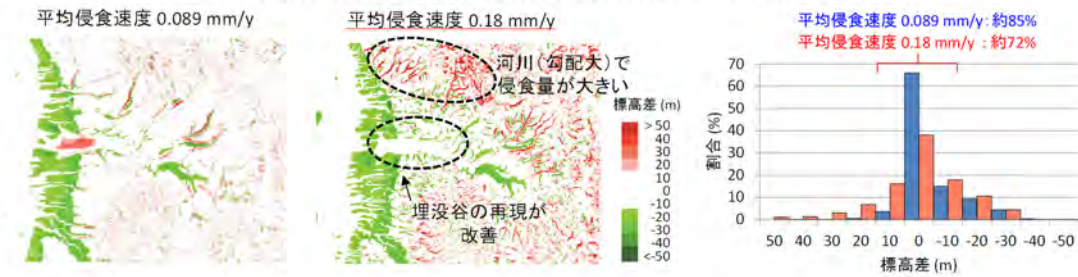 平均侵食速度 0.089 mm/y
平均侵食速度 0.18 mm/y
河川(勾配大)で
侵食量が大きい
埋没谷の再現が
改善
標高差 (m)
> 50
40
30
20
10
0
-10
-20
-30
-40
<-50
平均侵食速度 0.089 mm/y:約85%
平均侵食速度 0.18 mm/y :約72%
割合 (%)
70
60
50
40
30
20
10
0
50 40 30 20 10 0 -10 -20 -30 -40 -50
標高差 (m)